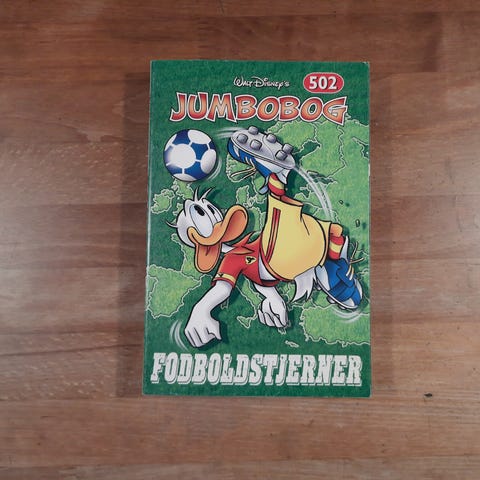 Walt Disney's
502
JUMBOBOG
FODBOLDSTJERNER